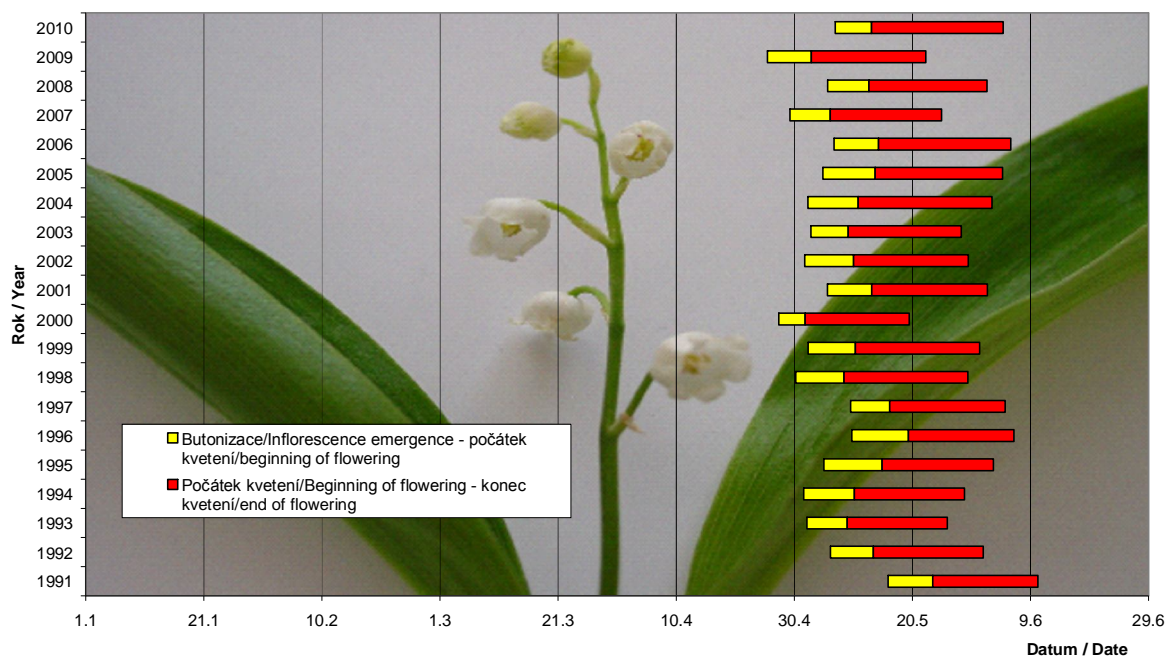 2010
2009
2008
2007
2006
2005
2004
2003
2002
2001
2000
1999
1998
1997
1996
1995
1994
1993
1992
1991
Rok / Year
Butonizace/Inflorescence emergence - počátek
kvetení/beginning of flowering
Počátek kvetení/Beginning of flowering - konec
kvetení/end of flowering
1.1 21.1 10.2 1.3 21.3 10.4 30.4 20.5 9.6 29.6
Datum / Date